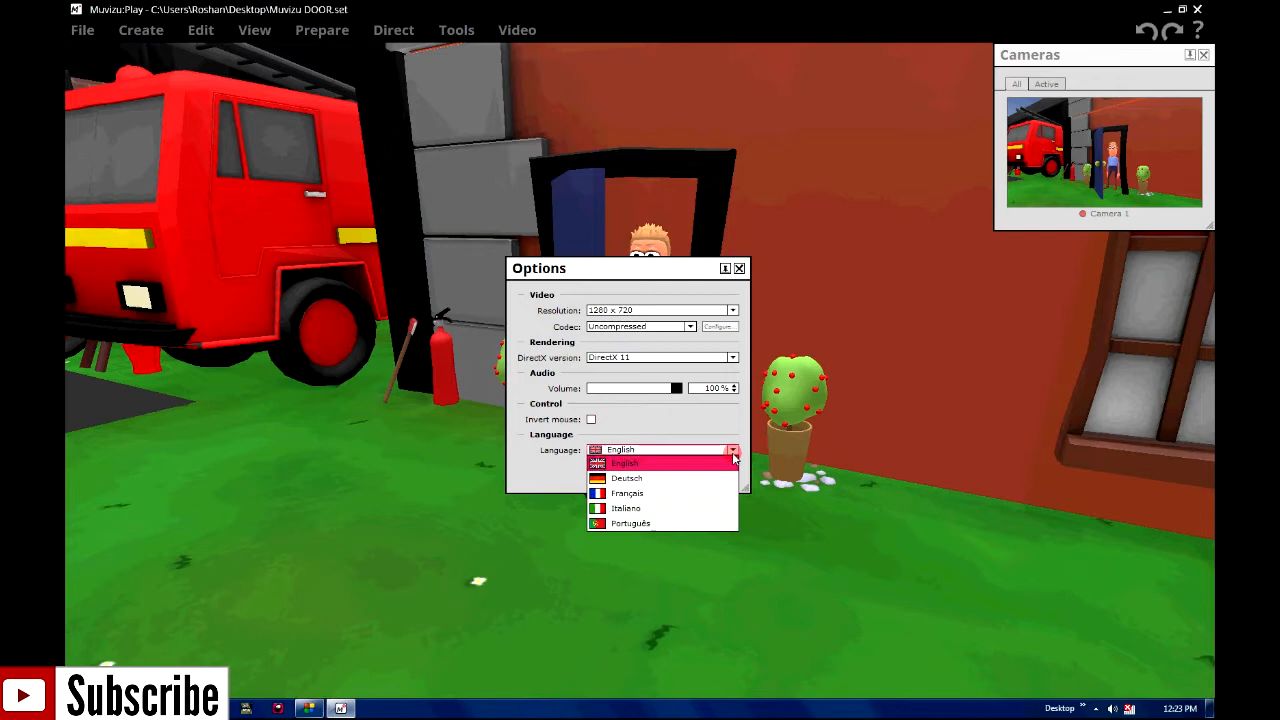 Muvizu:Play - C:\Users\Roshan\Desktop\Muvizu DOOR.set
File Create Edit View Prepare Direct Tools Video
Cameras
All Active
Camera 1
Options
Video
Resolution: 1280 x 720
Codec: Uncompressed Configure...
Rendering
DirectX version: DirectX 11
Audio
Volume: 100 %
Control
Invert mouse:
Language
Language: English
English
Deutsch
Français
Italiano
Português
Subscribe
Desktop 12:23 PM